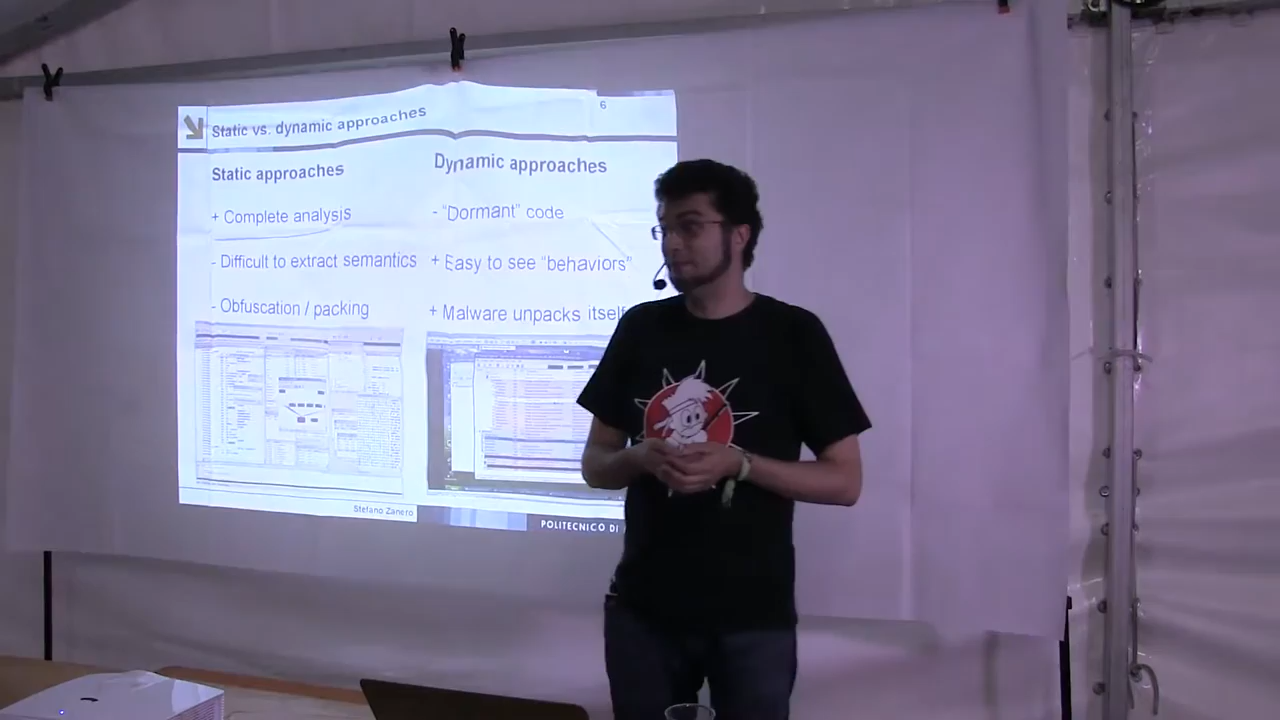 6
Static vs. dynamic approaches
Static approaches
+ Complete analysis
- Difficult to extract semantics
- Obfuscation / packing
Dynamic approaches
- "Dormant" code
+ Easy to see "behaviors"
+ Malware unpacks itself
Stefano Zanero
POLITECNICO DI